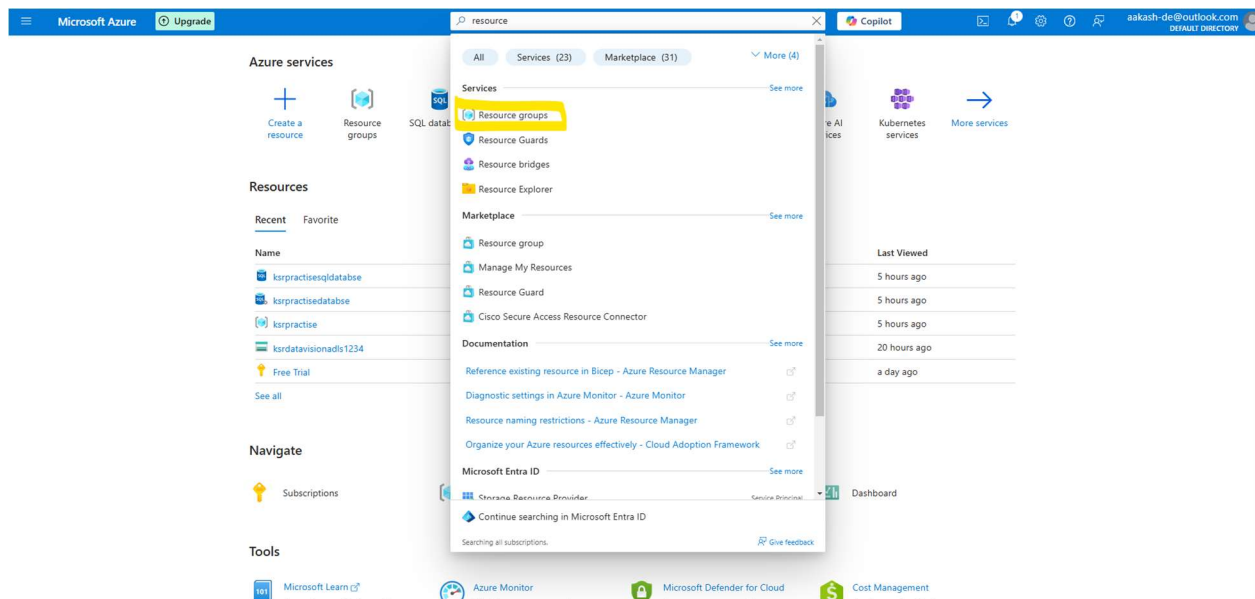 Microsoft Azure
Upgrade
resource
Copilot
1
aakash-de@outlook.com
DEFAULT DIRECTORY
Azure services
Create a
resource
Resource
groups
SQL
Kubernetes
services
More services
All
Services (23)
Marketplace (31)
More (4)
Services
See more
Resource groups
Resource Guards
Resource bridges
Resource Explorer
Marketplace
See more
Resource group
Manage My Resources
Resource Guard
Cisco Secure Access Resource Connector
Documentation
See more
Reference existing resource in Bicep - Azure Resource Manager
Diagnostic settings in Azure Monitor - Azure Monitor
Resource naming restrictions - Azure Resource Manager
Organize your Azure resources effectively - Cloud Adoption Framework
Microsoft Entra ID
See more
Storage Resource Provider
Service Principal
Continue searching in Microsoft Entra ID
Searching all subscriptions.
Give feedback
Resources
Recent
Favorite
Name
Last Viewed
ksrpractisesqldatabse
5 hours ago
ksrpractisedatabse
5 hours ago
ksrpractise
5 hours ago
ksrdatavisionadls1234
20 hours ago
Free Trial
a day ago
See all
Navigate
Subscriptions
Dashboard
Tools
Microsoft Learn
Azure Monitor
Microsoft Defender for Cloud
Cost Management